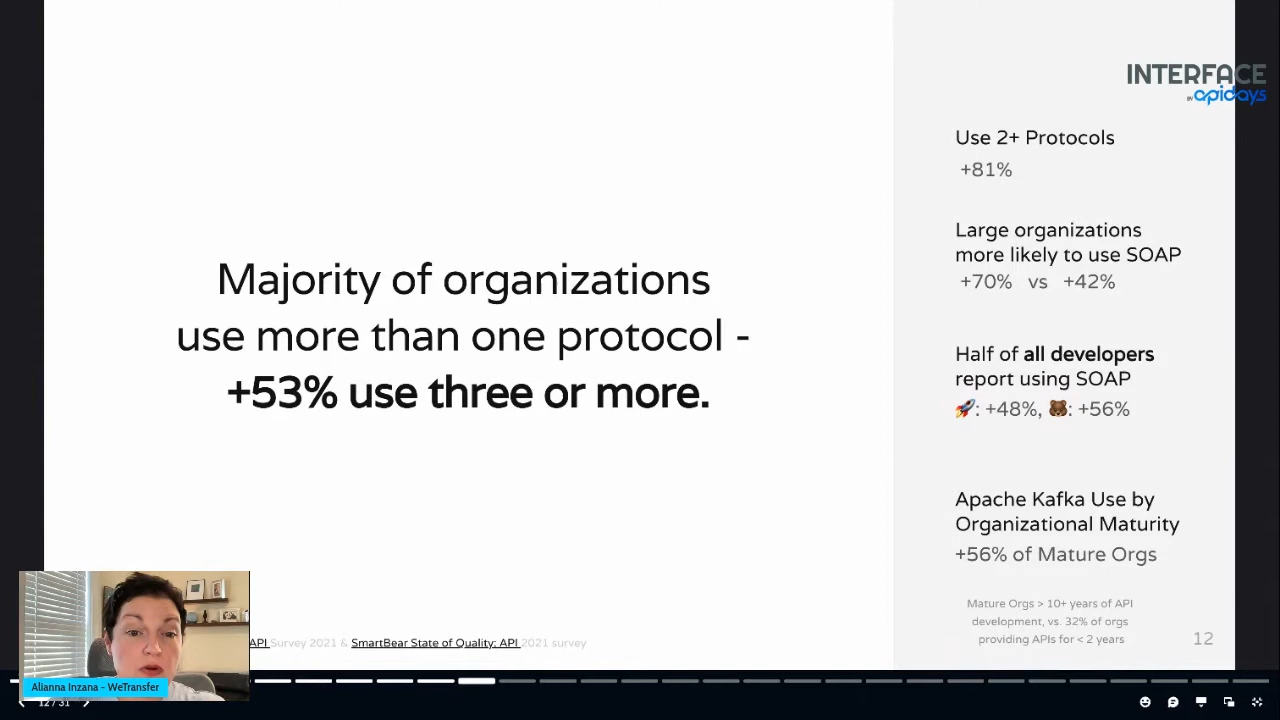 INTERFACE
BY apidays
Use 2+ Protocols
+81%
Large organizations
more likely to use SOAP
+70% vs +42%
Majority of organizations
use more than one protocol -
+53% use three or more.
Half of all developers
report using SOAP
🚀: +48%, 🐻: +56%
Apache Kafka Use by
Organizational Maturity
+56% of Mature Orgs
Mature Orgs > 10+ years of API
development, vs. 32% of orgs
providing APIs for < 2 years
API Survey 2021 & SmartBear State of Quality: API 2021 survey
12
Alianna Inzana - WeTransfer
12 / 31